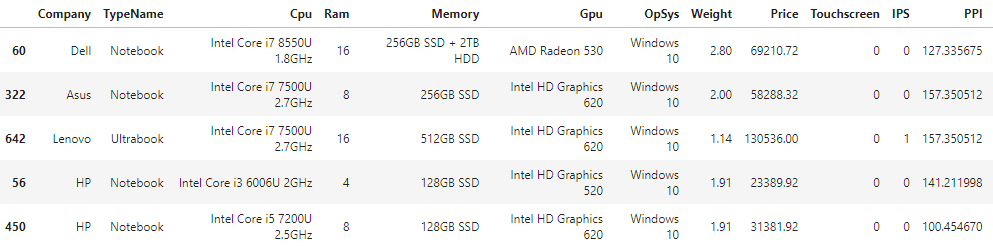 Company TypeName Cpu Ram Memory Gpu OpSys Weight Price Touchscreen IPS PPI
60 Dell Notebook Intel Core i7 8550U 1.8GHz 16 256GB SSD + 2TB HDD AMD Radeon 530 Windows 10 2.80 69210.72 0 0 127.335675
322 Asus Notebook Intel Core i7 7500U 2.7GHz 8 256GB SSD Intel HD Graphics 620 Windows 10 2.00 58288.32 0 0 157.350512
642 Lenovo Ultrabook Intel Core i7 7500U 2.7GHz 16 512GB SSD Intel HD Graphics 620 Windows 10 1.14 130536.00 0 1 157.350512
56 HP Notebook Intel Core i3 6006U 2GHz 4 128GB SSD Intel HD Graphics 520 Windows 10 1.91 23389.92 0 0 141.211998
450 HP Notebook Intel Core i5 7200U 2.5GHz 8 128GB SSD Intel HD Graphics 620 Windows 10 1.91 31381.92 0 0 100.454670